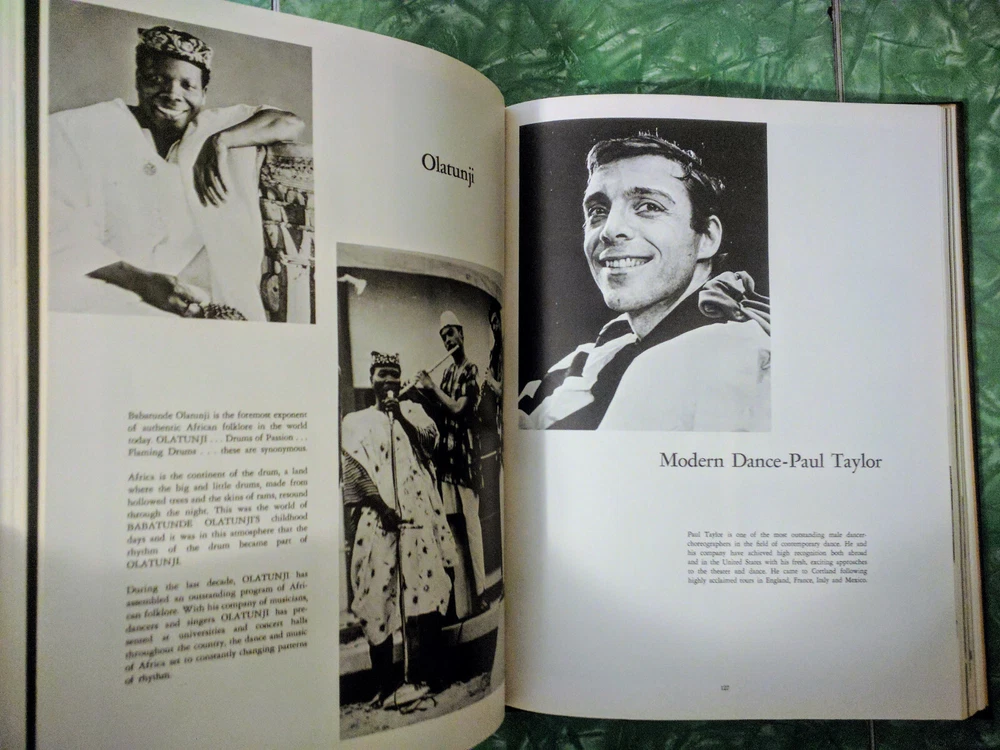 Olatunji
Babatunde Olatunji is the foremost exponent
of authentic African folklore in the world
today. OLATUNJI . . . Drums of Passion . . .
Flaming Drums . . . these are synonymous.
Africa is the continent of the drum, a land
where the big and little drums, made from
hollowed trees and the skins of rams, resound
through the night. This was the world of
BABATUNDE OLATUNJI'S childhood
days and it was in this atmosphere that the
rhythm of the drum became part of
OLATUNJI.
During the last decade, OLATUNJI has
assembled an outstanding program of Afri-
can folklore. With his company of musicians,
dancers and singers OLATUNJI has pre-
sented at universities and concert halls
throughout the country, the dance and music
of Africa set to constantly changing patterns
of rhythm.
Modern Dance-Paul Taylor
Paul Taylor is one of the most outstanding male dancer-
choreographers in the field of contemporary dance. He and
his company have achieved high recognition both abroad
and in the United States with his fresh, exciting approaches
to the theater and dance. He came to Cortland following
highly acclaimed tours in England, France, Italy and Mexico.
127